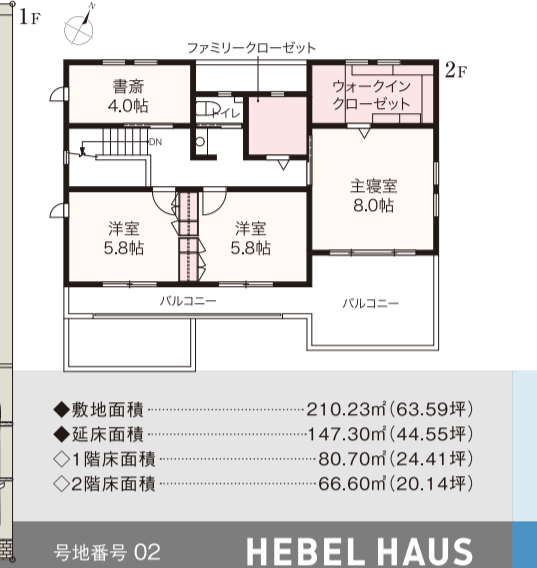 1F
N
ファミリークローゼット
2F
書斎
4.0帖
トイレ
ウォークイン
クローゼット
DN
主寝室
8.0帖
洋室
5.8帖
洋室
5.8帖
バルコニー
バルコニー
◆敷地面積 210.23㎡(63.59坪)
◆延床面積 147.30㎡(44.55坪)
◇1階床面積 80.70㎡(24.41坪)
◇2階床面積 66.60㎡(20.14坪)
号地番号 02 HEBEL HAUS